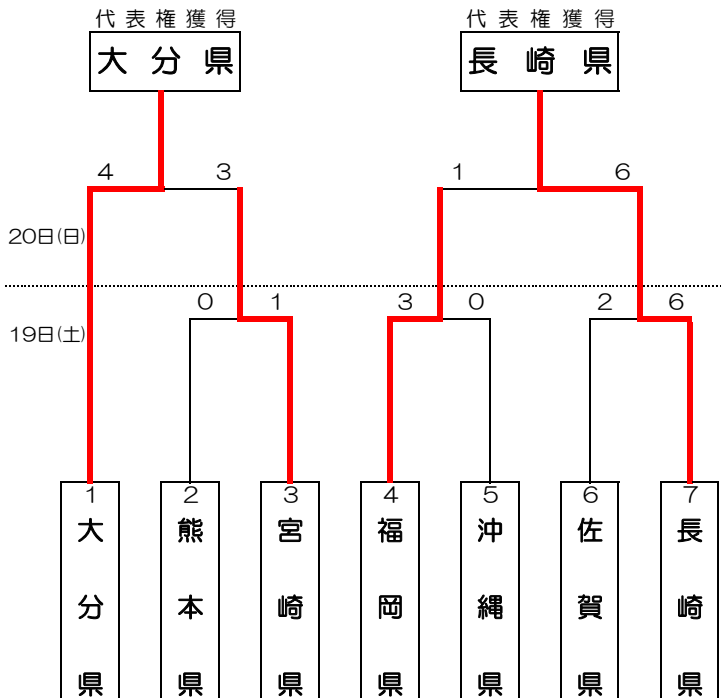 代表権獲得
大分県
代表権獲得
長崎県
4 3 1 6
20日(日)
0 1 3 0 2 6
19日(土)
1 大分県
2 熊本県
3 宮崎県
4 福岡県
5 沖縄県
6 佐賀県
7 長崎県